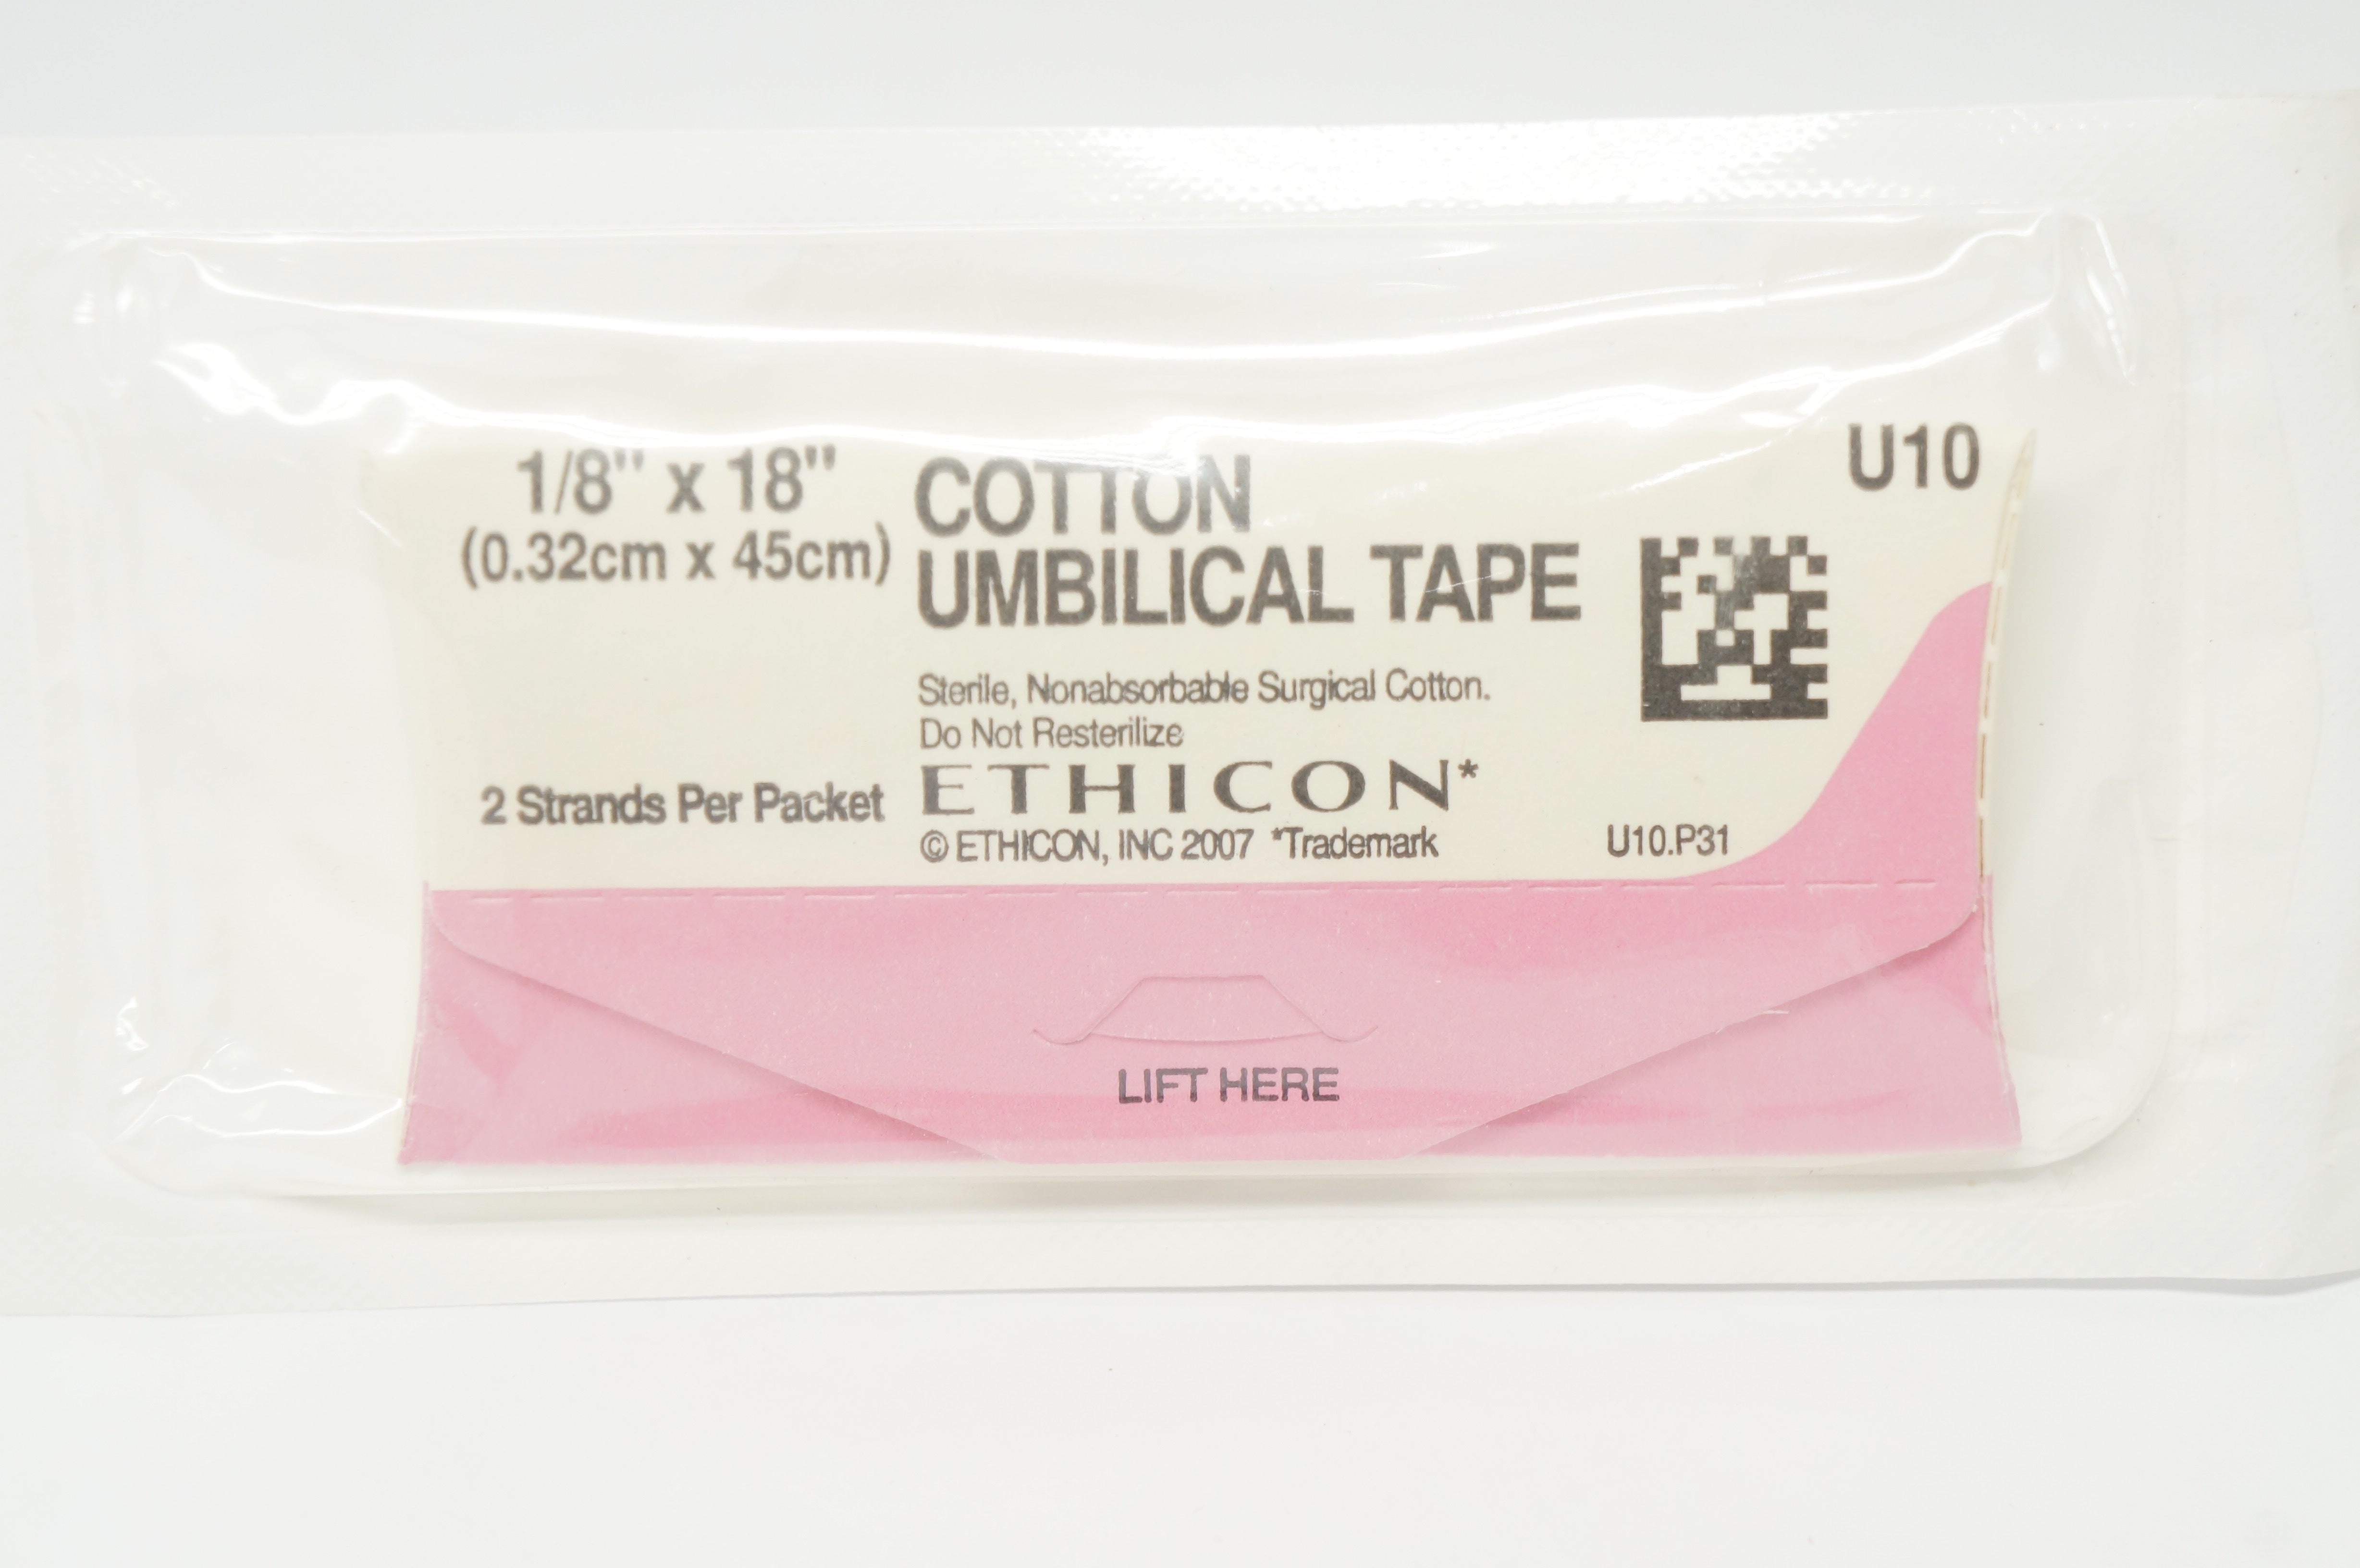 1/8" x 18"
(0.32cm x 45cm)
2 Strands Per Packet
COTTON
UMBILICAL TAPE
Sterile, Nonabsorbable Surgical Cotton.
Do Not Resterilize
ETHICON*
© ETHICON, INC 2007 *Trademark
U10
U10.P31
LIFT HERE